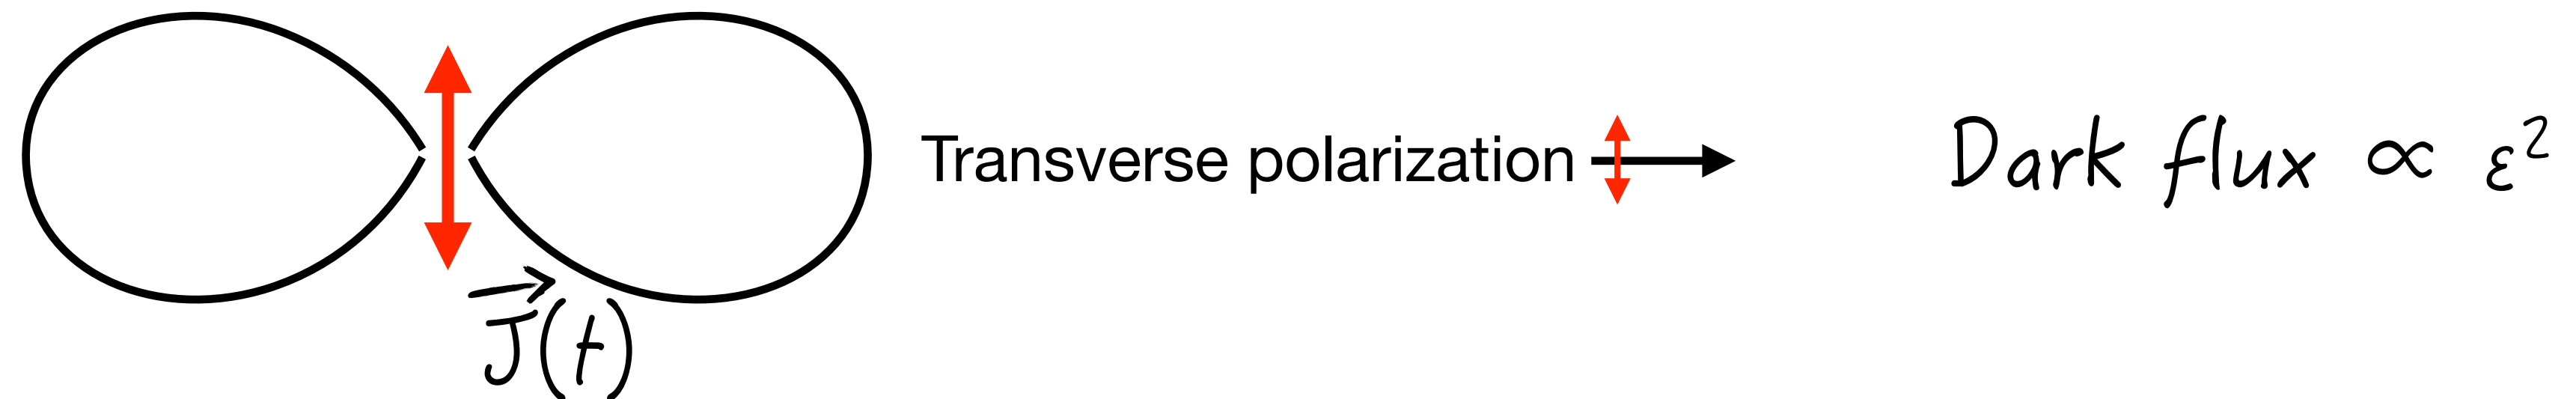 Transverse polarization
Dark flux ∝ ε²
J⃗(t)